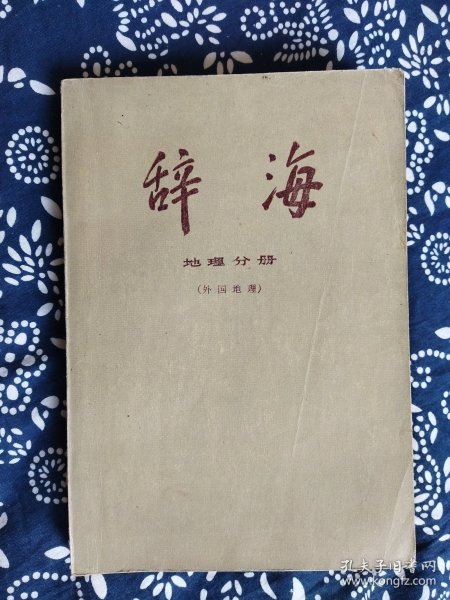 辞海
地理分册
(外国地理)
孔夫子旧书网
www.kongfz.com